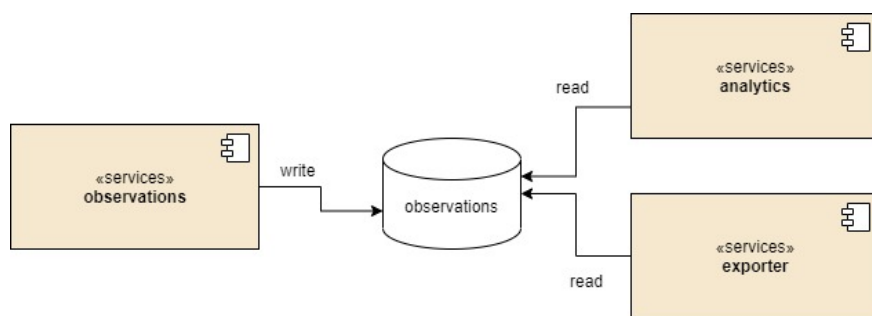 «services»
observations
write
observations
read
«services»
analytics
read
«services»
exporter